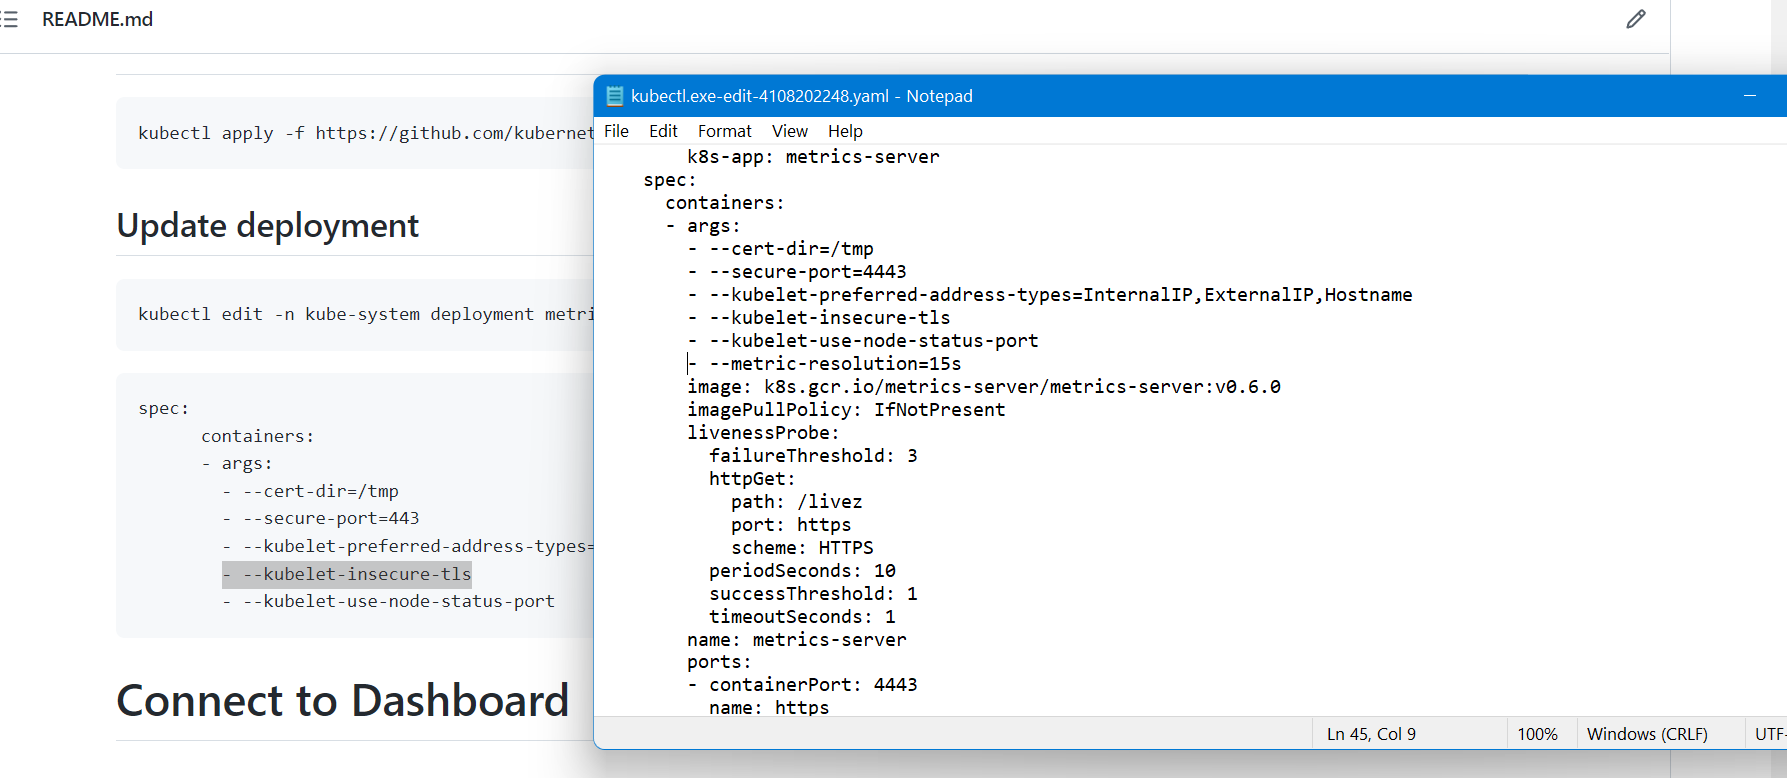 README.md
kubectl apply -f https://github.com/kubernet
Update deployment
kubectl edit -n kube-system deployment metri
spec:
containers:
- args:
- --cert-dir=/tmp
- --secure-port=443
- --kubelet-preferred-address-types=
- --kubelet-insecure-tls
- --kubelet-use-node-status-port
Connect to Dashboard
kubectl.exe-edit-4108202248.yaml - Notepad
File Edit Format View Help
k8s-app: metrics-server
spec:
containers:
- args:
- --cert-dir=/tmp
- --secure-port=4443
- --kubelet-preferred-address-types=InternalIP,ExternalIP,Hostname
- --kubelet-insecure-tls
- --kubelet-use-node-status-port
- --metric-resolution=15s
image: k8s.gcr.io/metrics-server/metrics-server:v0.6.0
imagePullPolicy: IfNotPresent
livenessProbe:
failureThreshold: 3
httpGet:
path: /livez
port: https
scheme: HTTPS
periodSeconds: 10
successThreshold: 1
timeoutSeconds: 1
name: metrics-server
ports:
- containerPort: 4443
name: https
Ln 45, Col 9 100% Windows (CRLF) UTF-